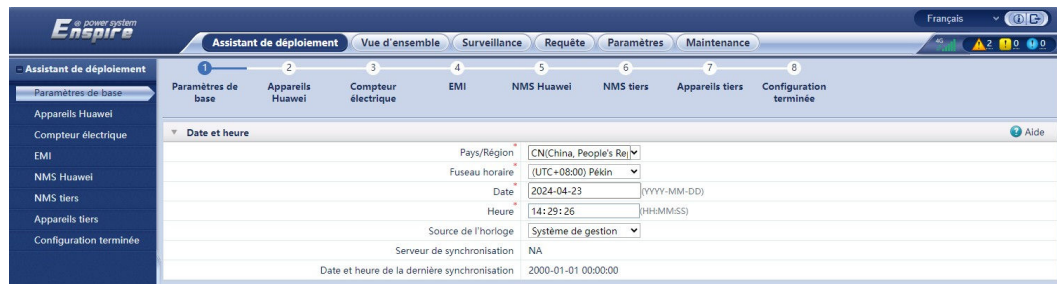 @ power system
Enspire
Français
Assistant de déploiement
Vue d'ensemble
Surveillance
Requête
Paramètres
Maintenance
4G
2
0
0
Assistant de déploiement
Paramètres de base
Appareils Huawei
Compteur électrique
EMI
NMS Huawei
NMS tiers
Appareils tiers
Configuration terminée
1
2
3
4
5
6
7
8
Paramètres de base
Appareils Huawei
Compteur électrique
EMI
NMS Huawei
NMS tiers
Appareils tiers
Configuration terminée
Date et heure
Aide
Pays/Région * CN(China, People's Re
Fuseau horaire * (UTC+08:00) Pékin
Date * 2024-04-23 (YYYY-MM-DD)
Heure * 14:29:26 (HH:MM:SS)
Source de l'horloge Système de gestion
Serveur de synchronisation NA
Date et heure de la dernière synchronisation 2000-01-01 00:00:00